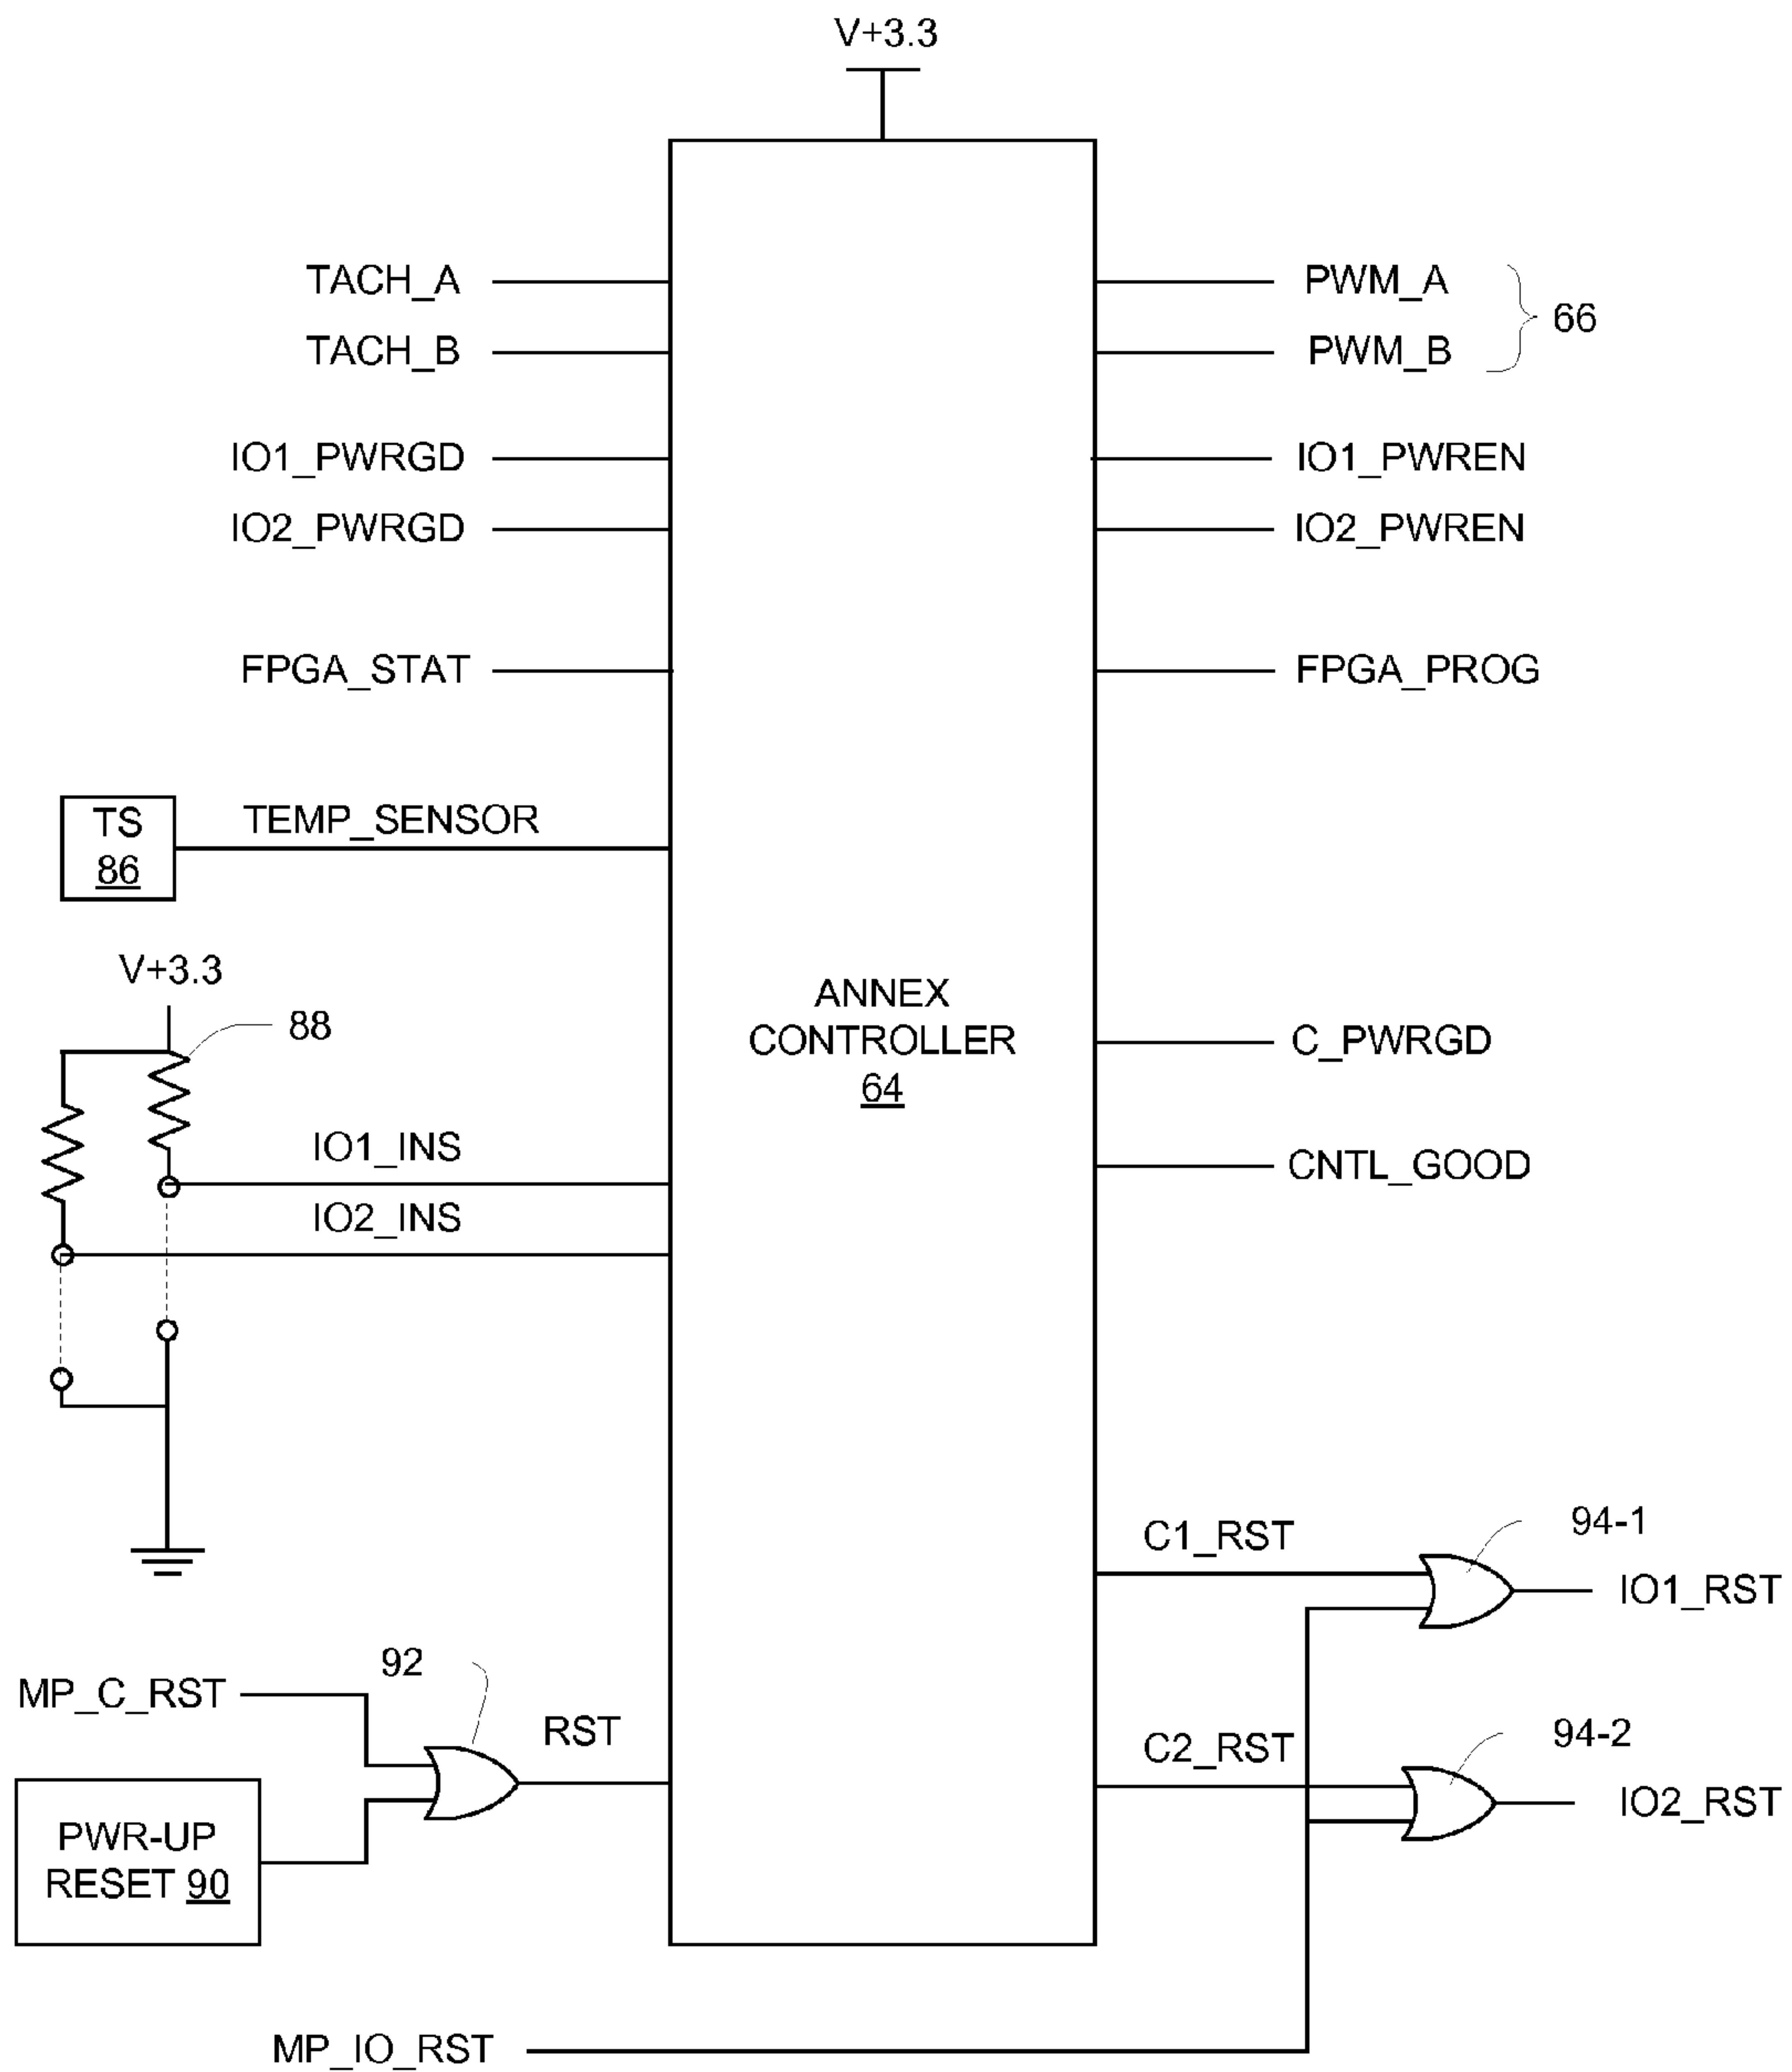 V+3.3
TACH_A
PWM_A
66
TACH_B
PWM_B
IO1_PWRGD
IO1_PWREN
IO2_PWRGD
IO2_PWREN
FPGA_STAT
FPGA_PROG
TS
86
TEMP_SENSOR
V+3.3
88
ANNEX
CONTROLLER
64
C_PWRGD
IO1_INS
CNTL_GOOD
IO2_INS
C1_RST
94-1
IO1_RST
92
MP_C_RST
RST
C2_RST
94-2
IO2_RST
PWR-UP
RESET 90
MP_IO_RST